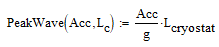 PeakWave(Acc, L_c) := Acc/g · L_cryostat